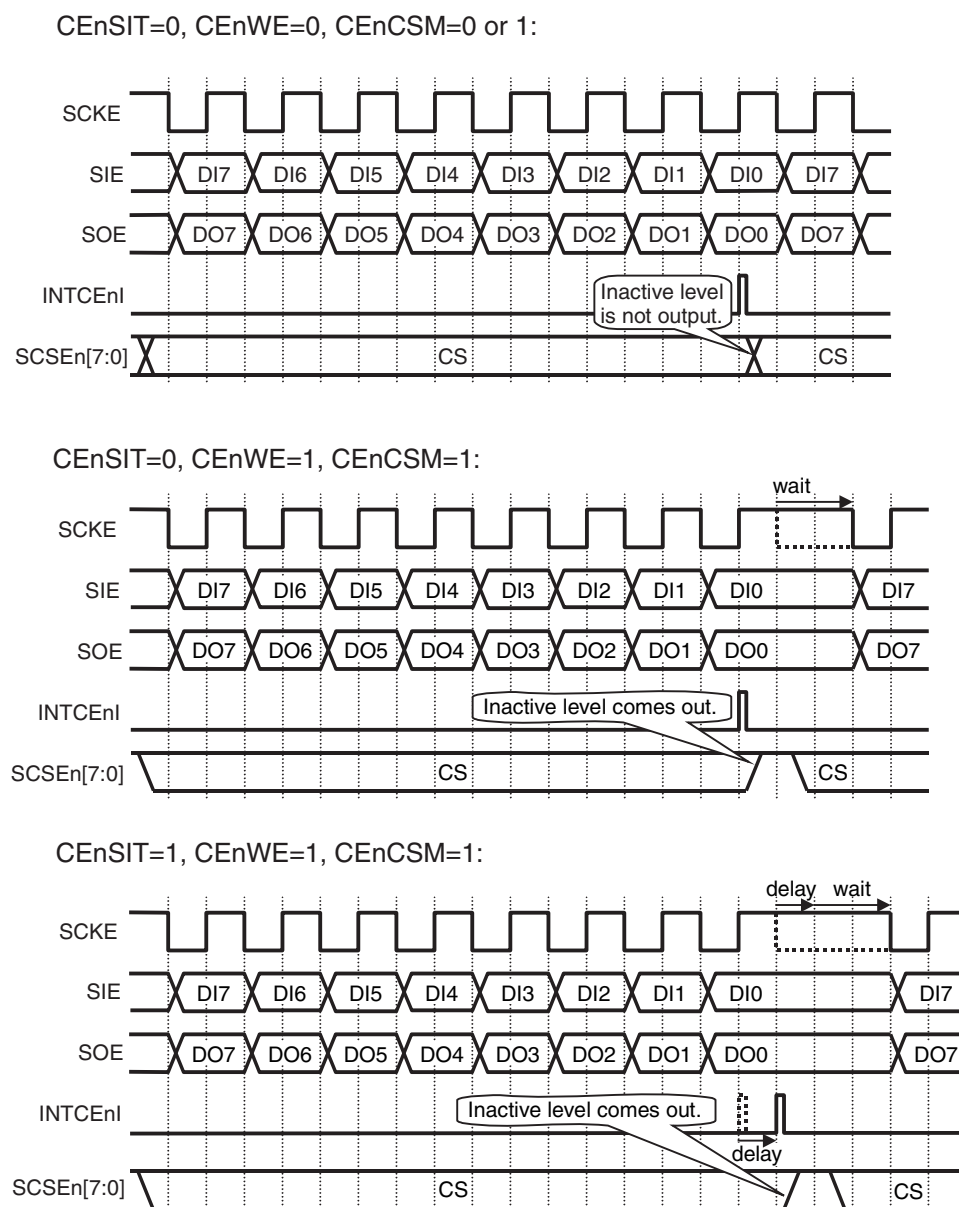 CEnSIT=0, CEnWE=0, CEnCSM=0 or 1:
SCKE
SIE DI7 DI6 DI5 DI4 DI3 DI2 DI1 DI0 DI7
SOE DO7 DO6 DO5 DO4 DO3 DO2 DO1 DO0 DO7
INTCEnI
Inactive level
is not output.
SCSEn[7:0] CS CS
CEnSIT=0, CEnWE=1, CEnCSM=1:
wait
SCKE
SIE DI7 DI6 DI5 DI4 DI3 DI2 DI1 DI0 DI7
SOE DO7 DO6 DO5 DO4 DO3 DO2 DO1 DO0 DO7
INTCEnI
Inactive level comes out.
SCSEn[7:0] CS CS
CEnSIT=1, CEnWE=1, CEnCSM=1:
delay wait
SCKE
SIE DI7 DI6 DI5 DI4 DI3 DI2 DI1 DI0 DI7
SOE DO7 DO6 DO5 DO4 DO3 DO2 DO1 DO0 DO7
INTCEnI
Inactive level comes out.
delay
SCSEn[7:0] CS CS